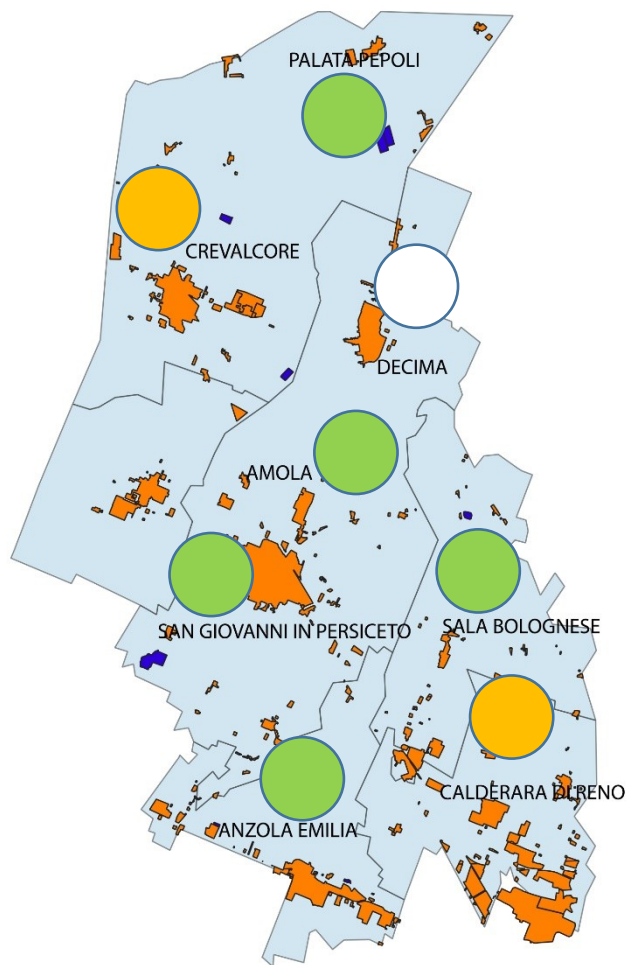 PALATA PEPOLI
CREVALCORE
DECIMA
AMOLA
SAN GIOVANNI IN PERSICETO
SALA BOLOGNESE
CALDERARA DI RENO
ANZOLA EMILIA